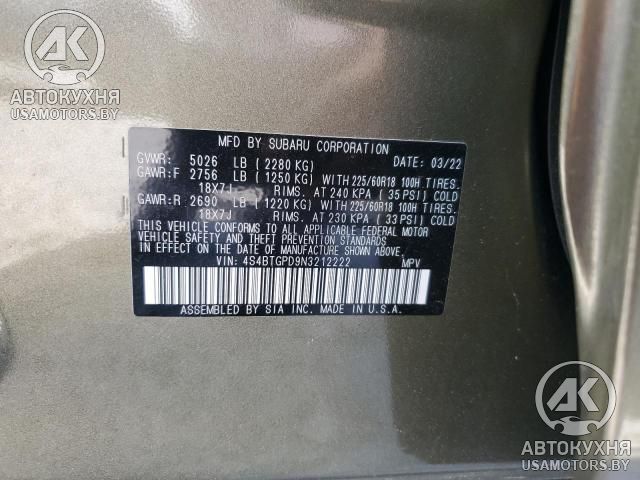 AK
АВТОКУХНЯ
USAMOTORS.BY
MFD BY SUBARU CORPORATION
GVWR: 5026 LB ( 2280 KG) DATE: 03/22
GAWR:F 2756 LB ( 1250 KG) WITH 225/60R18 100H TIRES.
18X7J RIMS. AT 240 KPA ( 35 PSI) COLD
GAWR:R 2690 LB ( 1220 KG) WITH 225/60R18 100H TIRES.
18X7J RIMS. AT 230 KPA ( 33 PSI) COLD
THIS VEHICLE CONFORMS TO ALL APPLICABLE FEDERAL MOTOR
VEHICLE SAFETY AND THEFT PREVENTION STANDARDS IN EFFECT
ON THE DATE OF MANUFACTURE SHOWN ABOVE.
VIN: 4S4BTGPD9N3212222 MPV
ASSEMBLED BY SIA INC. MADE IN U.S.A.
AK
АВТОКУХНЯ
USAMOTORS.BY